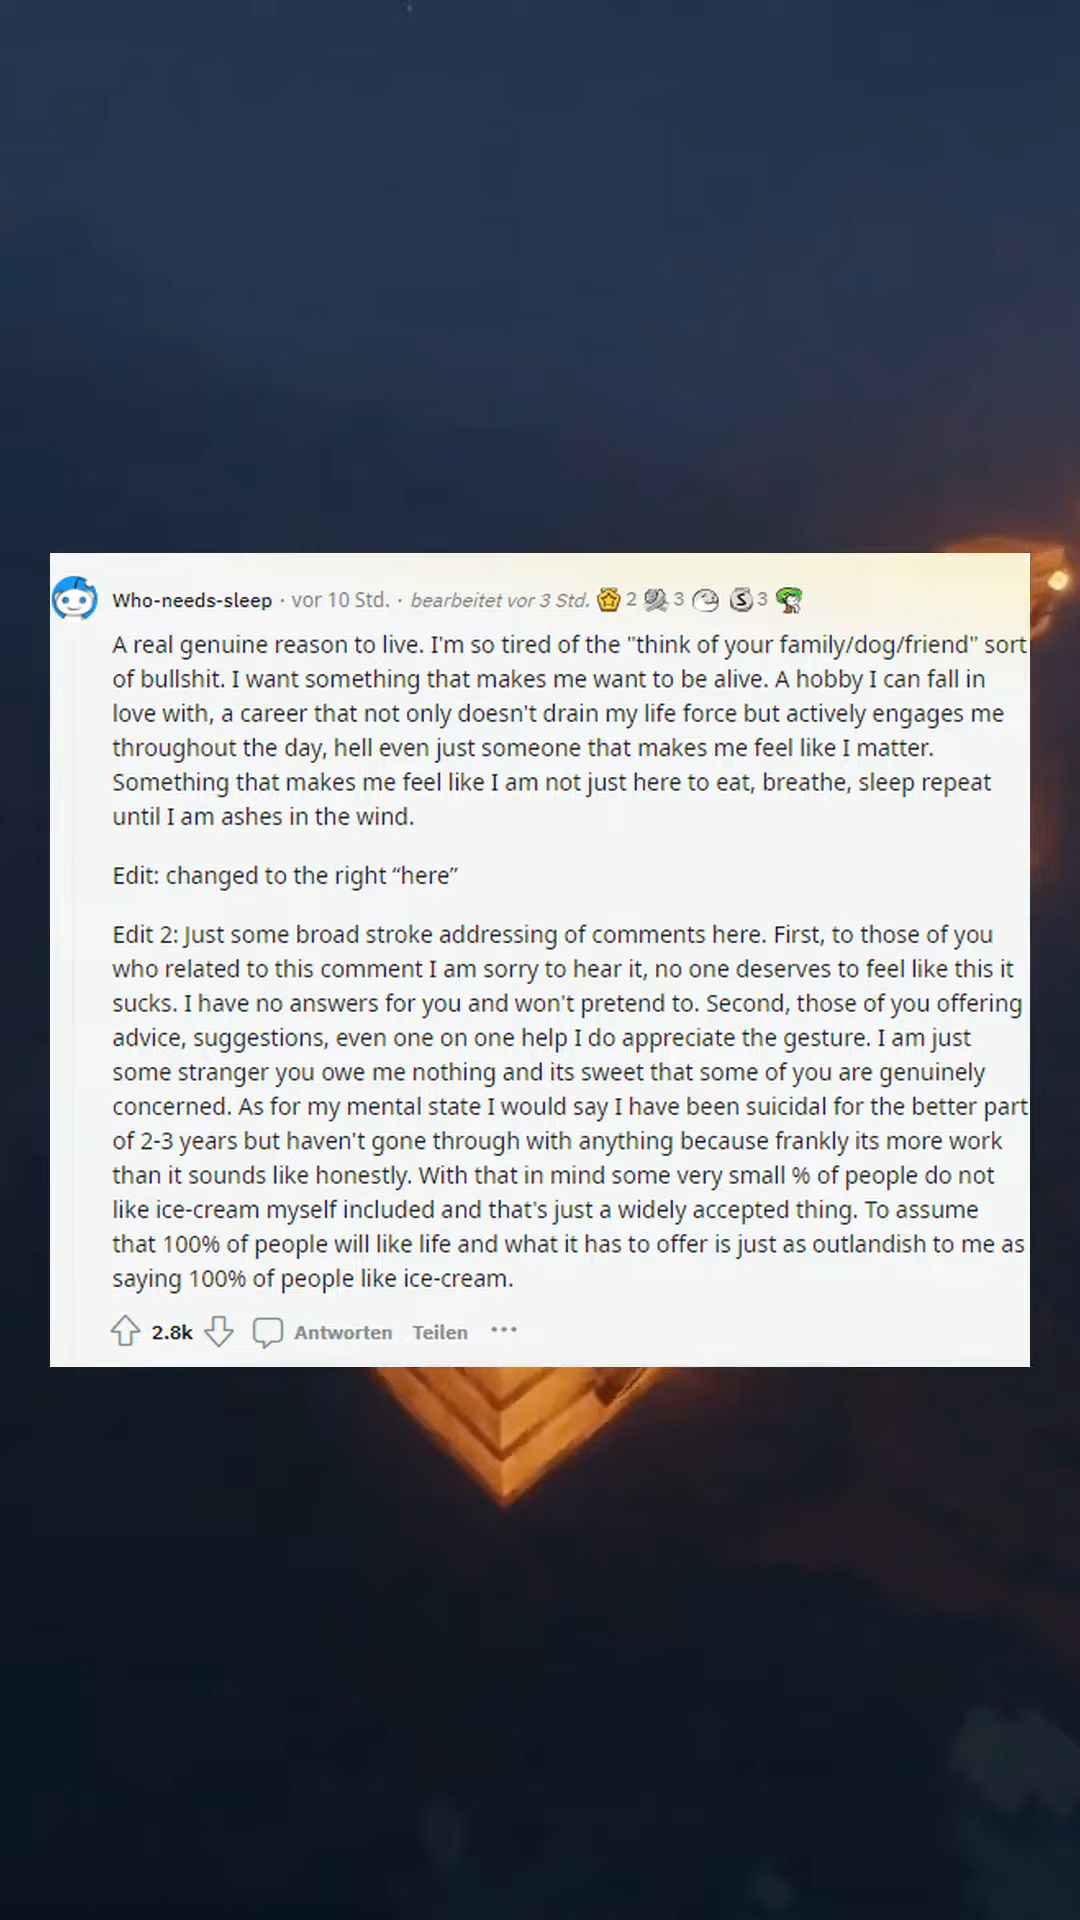 Who-needs-sleep · vor 10 Std. · bearbeitet vor 3 Std. 2 3 3
A real genuine reason to live. I'm so tired of the "think of your family/dog/friend" sort
of bullshit. I want something that makes me want to be alive. A hobby I can fall in
love with, a career that not only doesn't drain my life force but actively engages me
throughout the day, hell even just someone that makes me feel like I matter.
Something that makes me feel like I am not just here to eat, breathe, sleep repeat
until I am ashes in the wind.
Edit: changed to the right “here”
Edit 2: Just some broad stroke addressing of comments here. First, to those of you
who related to this comment I am sorry to hear it, no one deserves to feel like this it
sucks. I have no answers for you and won't pretend to. Second, those of you offering
advice, suggestions, even one on one help I do appreciate the gesture. I am just
some stranger you owe me nothing and its sweet that some of you are genuinely
concerned. As for my mental state I would say I have been suicidal for the better part
of 2-3 years but haven't gone through with anything because frankly its more work
than it sounds like honestly. With that in mind some very small % of people do not
like ice-cream myself included and that's just a widely accepted thing. To assume
that 100% of people will like life and what it has to offer is just as outlandish to me as
saying 100% of people like ice-cream.
2.8k Antworten Teilen ···